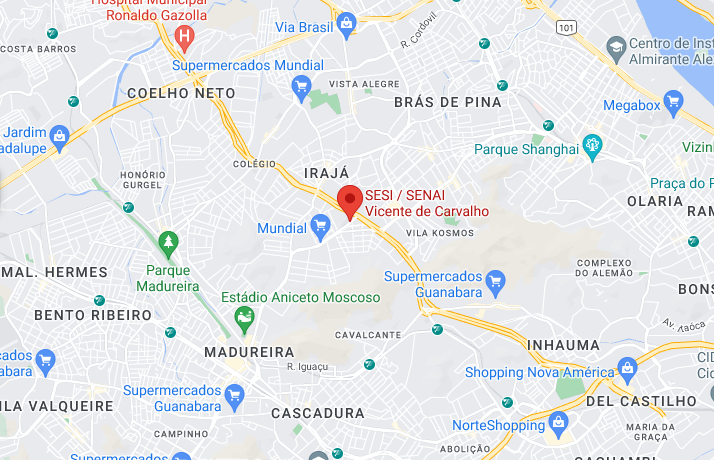 Hospital Municipal
Ronaldo Gazolla
Via Brasil
R. Cordovil
101
COSTA BARROS
Supermercados Mundial
Centro de Inst
Almirante Ale
COELHO NETO
VISTA ALEGRE
BRÁS DE PINA
Megabox
Jardim
adalupe
COLÉGIO
IRAJÁ
Parque Shanghai
Vizin
HONÓRIO
GURGEL
SESI / SENAI
Vicente de Carvalho
Praça do P
OLARIA
RAM
Mundial
VILA KOSMOS
MAL. HERMES
Parque
Madureira
COMPLEXO
DO ALEMÃO
Supermercados
Guanabara
BONS
Estádio Aniceto Moscoso
BENTO RIBEIRO
CAVALCANTE
INHAUMA
MADUREIRA
R. Iguaçu
cados
abara
Shopping Nova América
CID
Cio
Supermercados
Guanabara
DEL CASTILHO
ILA VALQUEIRE
CASCADURA
MARIA DA
GRAÇA
NorteShopping
CAMPINHO
ABOLIÇÃO
CACHAMBI
Supermercados